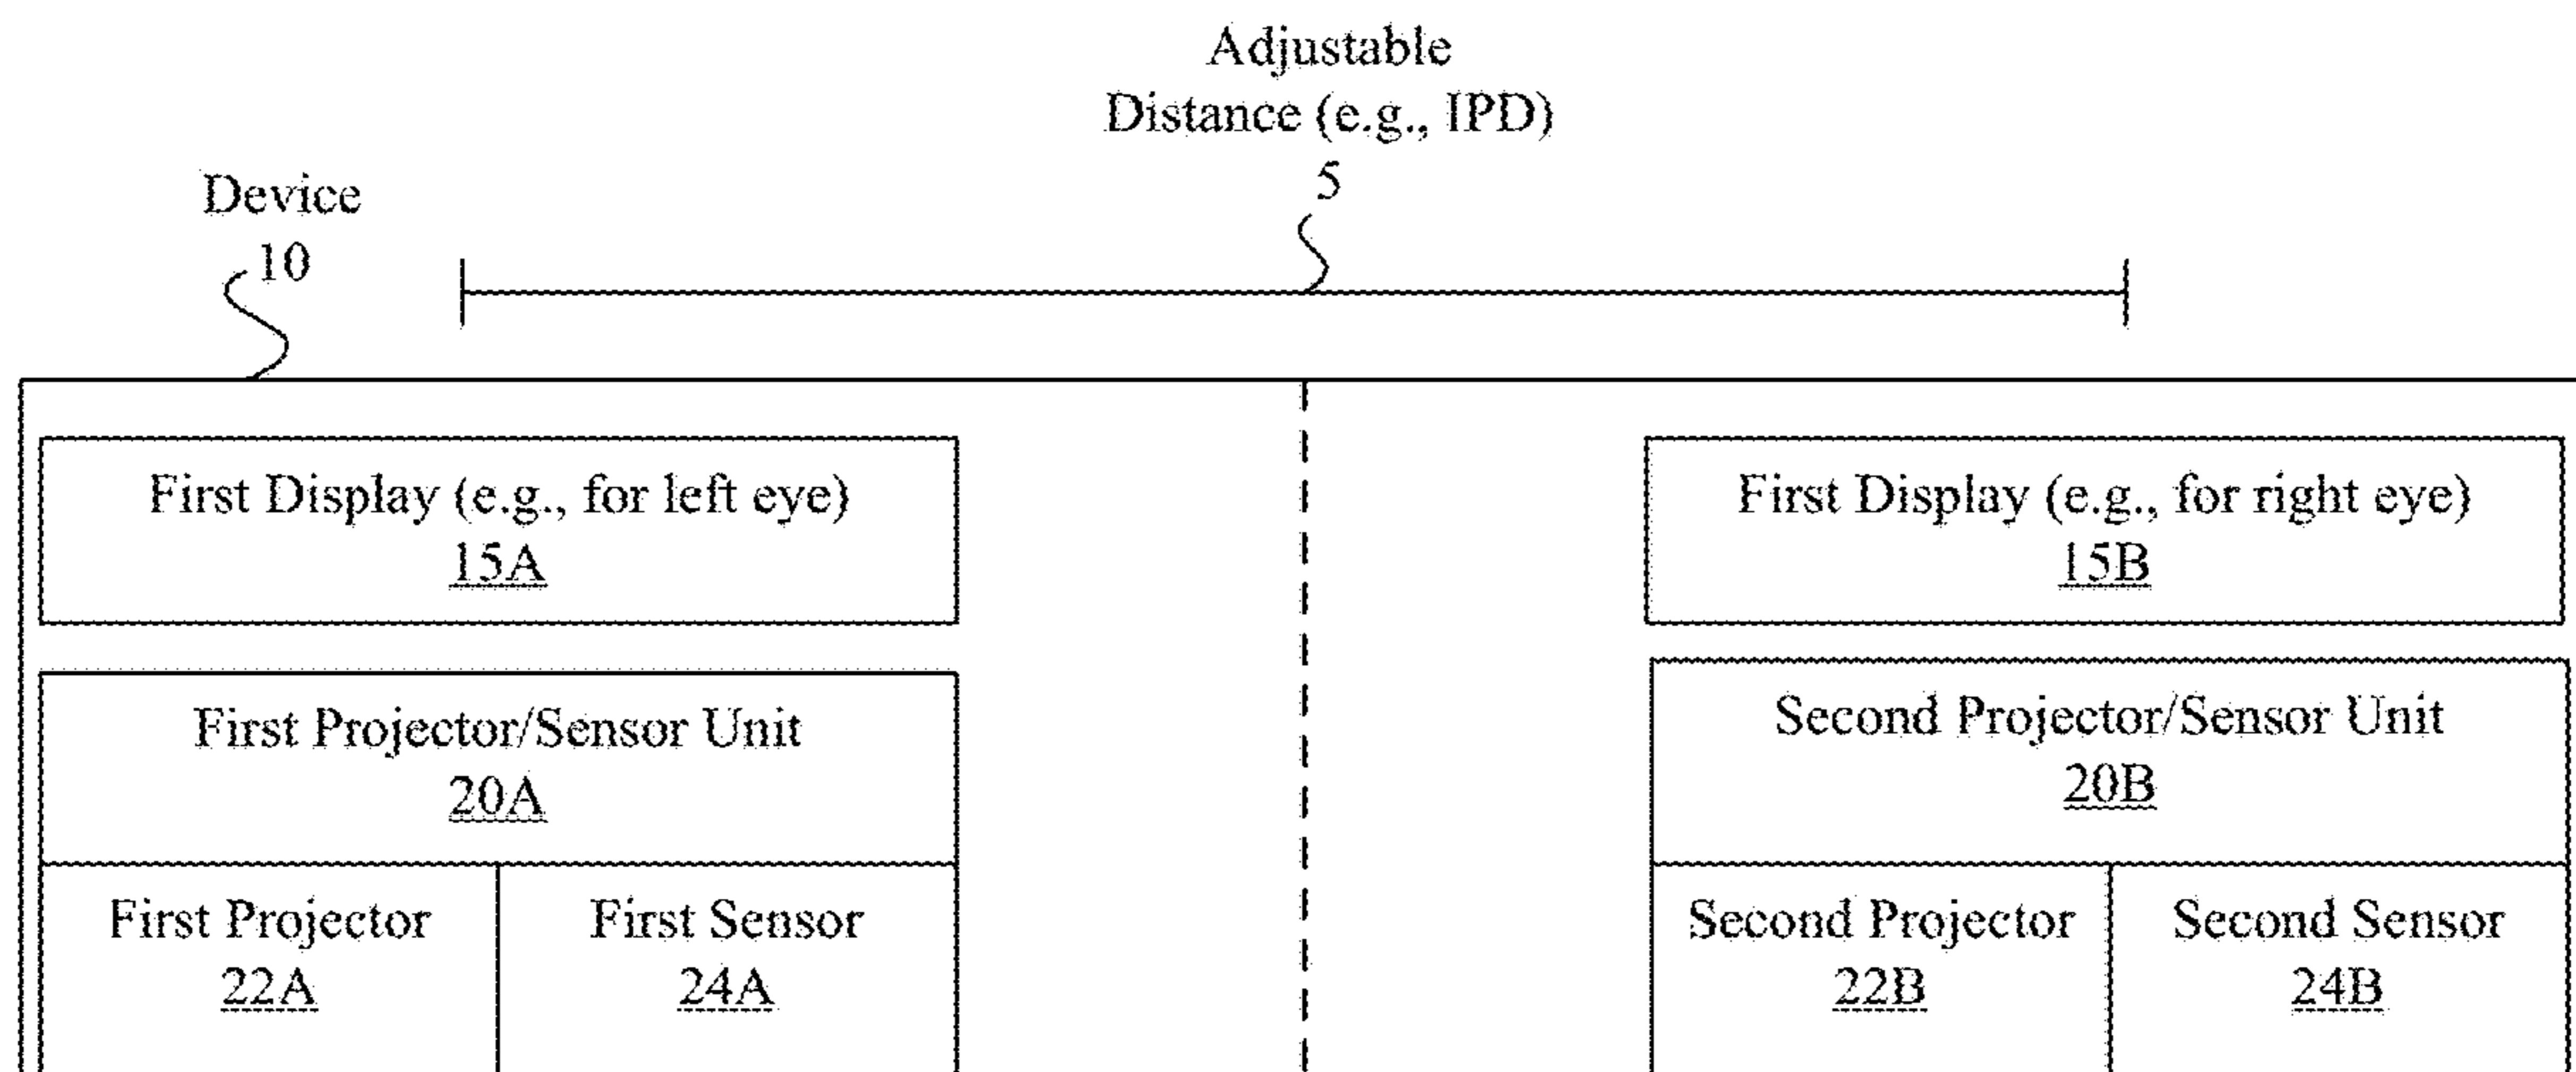 Adjustable
Distance (e.g., IPD)
5
Device
10
First Display (e.g., for left eye)
15A
First Display (e.g., for right eye)
15B
First Projector/Sensor Unit
20A
Second Projector/Sensor Unit
20B
First Projector
22A
First Sensor
24A
Second Projector
22B
Second Sensor
24B